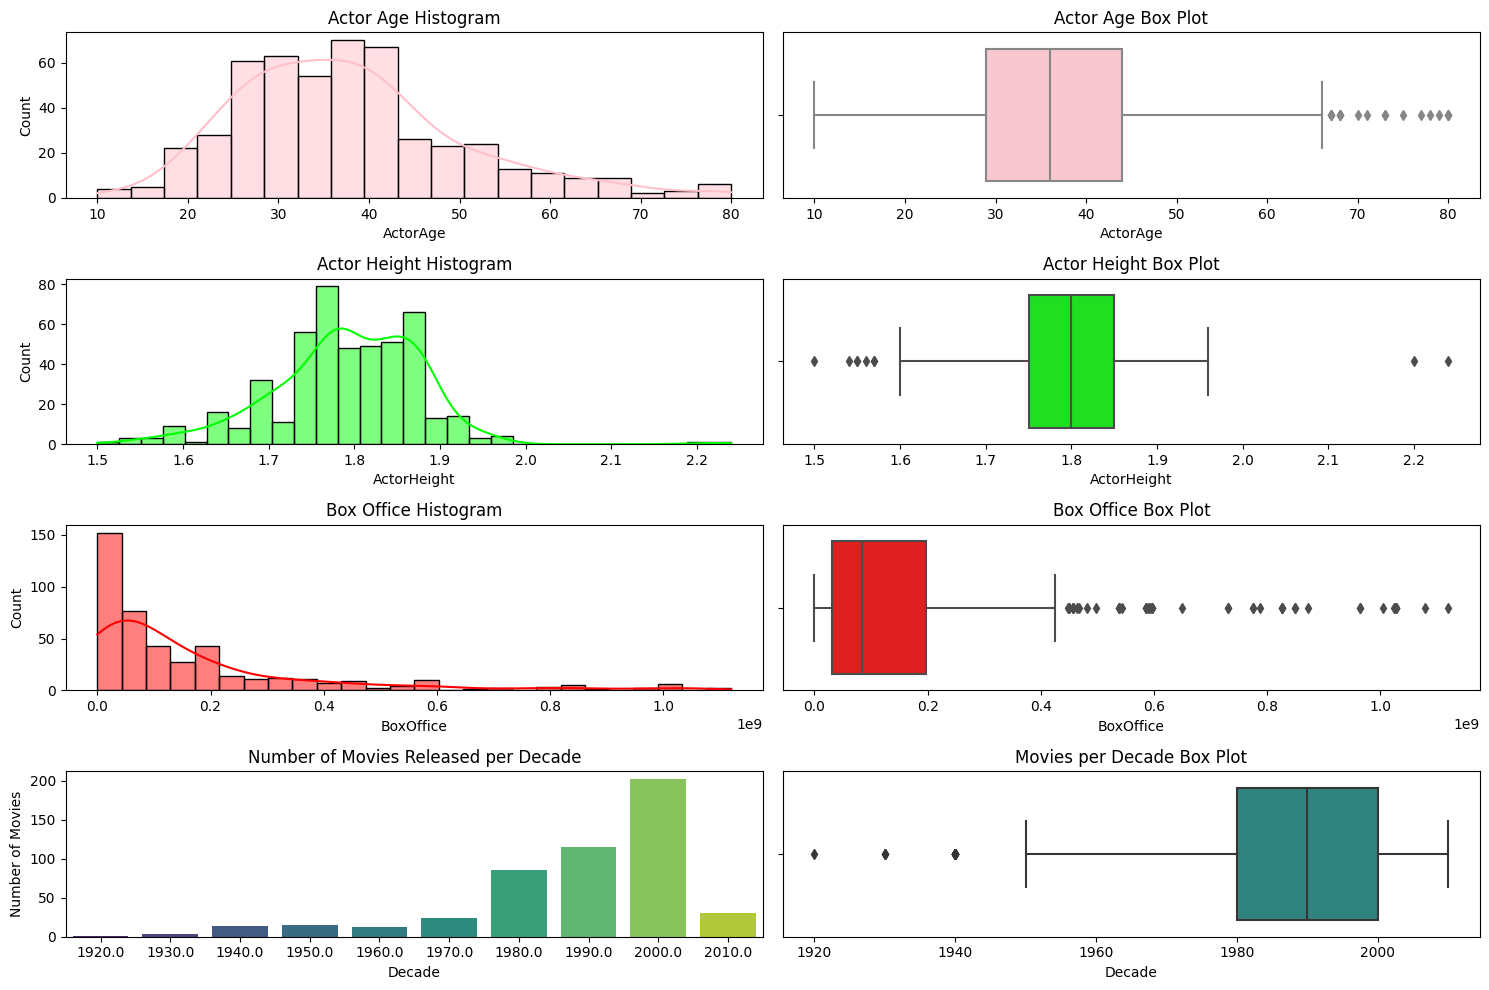 Actor Age Histogram
Count
60
40
20
0
10 20 30 40 50 60 70 80
ActorAge
Actor Age Box Plot
10 20 30 40 50 60 70 80
ActorAge
Actor Height Histogram
Count
80
60
40
20
0
1.5 1.6 1.7 1.8 1.9 2.0 2.1 2.2
ActorHeight
Actor Height Box Plot
1.5 1.6 1.7 1.8 1.9 2.0 2.1 2.2
ActorHeight
Box Office Histogram
Count
150
100
50
0
0.0 0.2 0.4 0.6 0.8 1.0
BoxOffice
1e9
Box Office Box Plot
0.0 0.2 0.4 0.6 0.8 1.0
BoxOffice
1e9
Number of Movies Released per Decade
Number of Movies
200
150
100
50
0
1920.0 1930.0 1940.0 1950.0 1960.0 1970.0 1980.0 1990.0 2000.0 2010.0
Decade
Movies per Decade Box Plot
1920 1940 1960 1980 2000
Decade